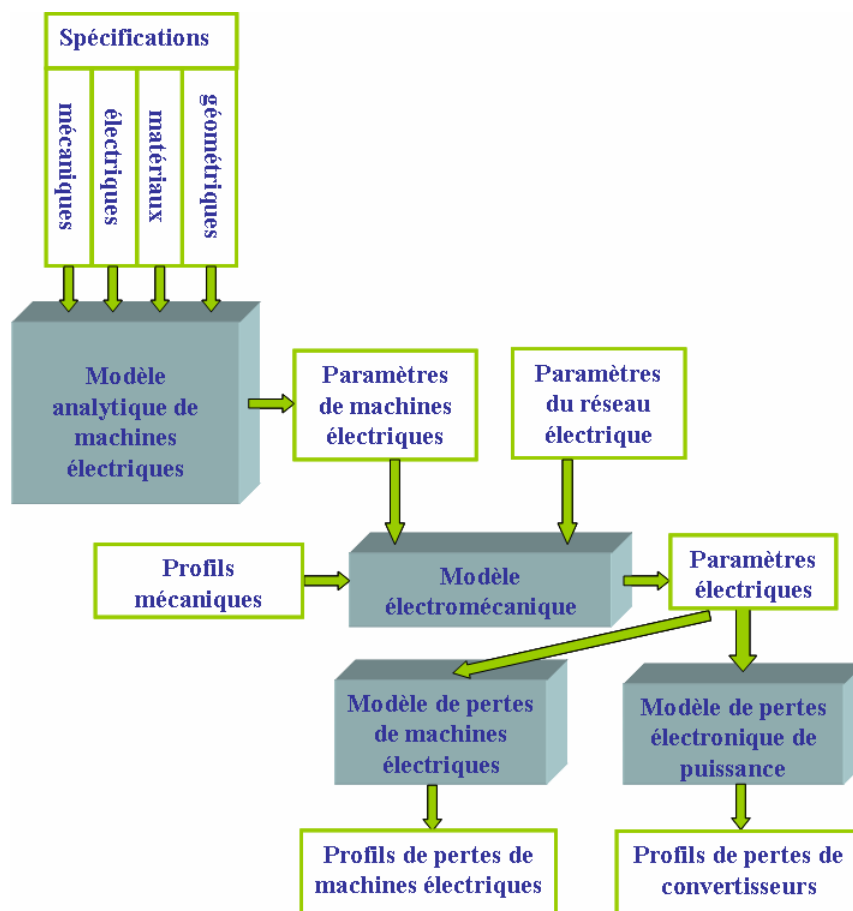 Spécifications
mécaniques
électriques
matériaux
géométriques
Modèle
analytique de
machines
électriques
Paramètres
de machines
électriques
Paramètres
du réseau
électrique
Profils
mécaniques
Modèle
électromécanique
Paramètres
électriques
Modèle de pertes
de machines
électriques
Modèle de pertes
électronique de
puissance
Profils de pertes de
machines électriques
Profils de pertes de
convertisseurs